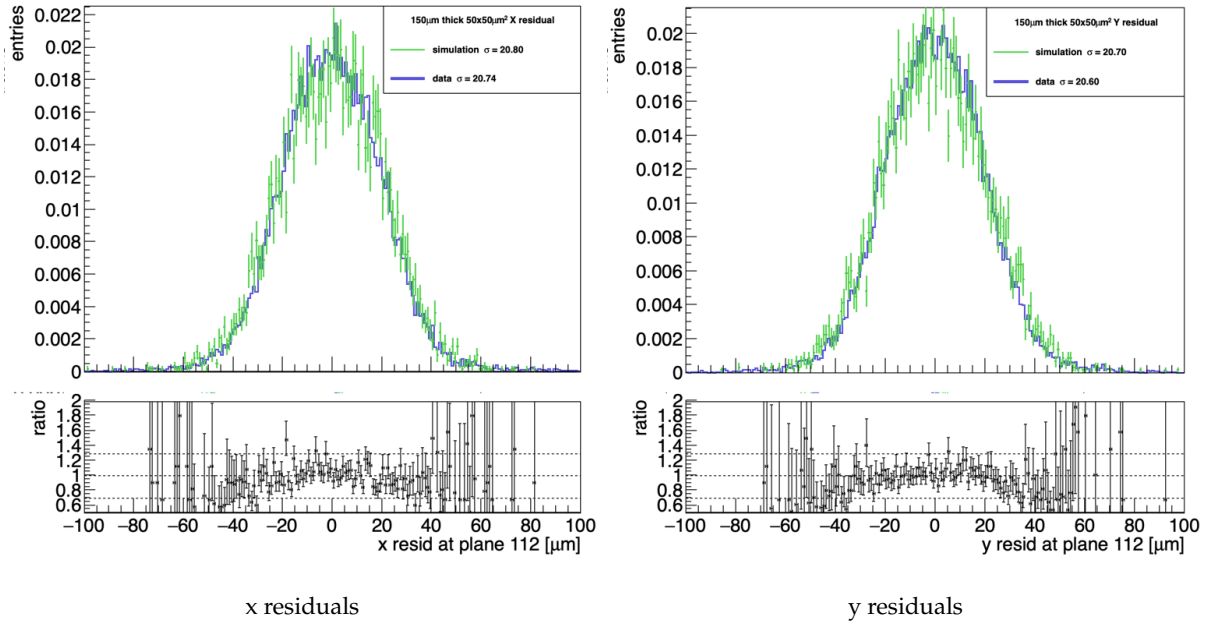 entries
150μm thick 50x50μm² X residual
simulation σ = 20.80
data σ = 20.74
0.022
0.02
0.018
0.016
0.014
0.012
0.01
0.008
0.006
0.004
0.002
0
ratio
2
1.8
1.6
1.4
1.2
1
0.8
0.6
−100 −80 −60 −40 −20 0 20 40 60 80 100
x resid at plane 112 [μm]
x residuals
entries
150μm thick 50x50μm² Y residual
simulation σ = 20.70
data σ = 20.60
0.02
0.018
0.016
0.014
0.012
0.01
0.008
0.006
0.004
0.002
0
ratio
2
1.8
1.6
1.4
1.2
1
0.8
0.6
−100 −80 −60 −40 −20 0 20 40 60 80 100
y resid at plane 112 [μm]
y residuals